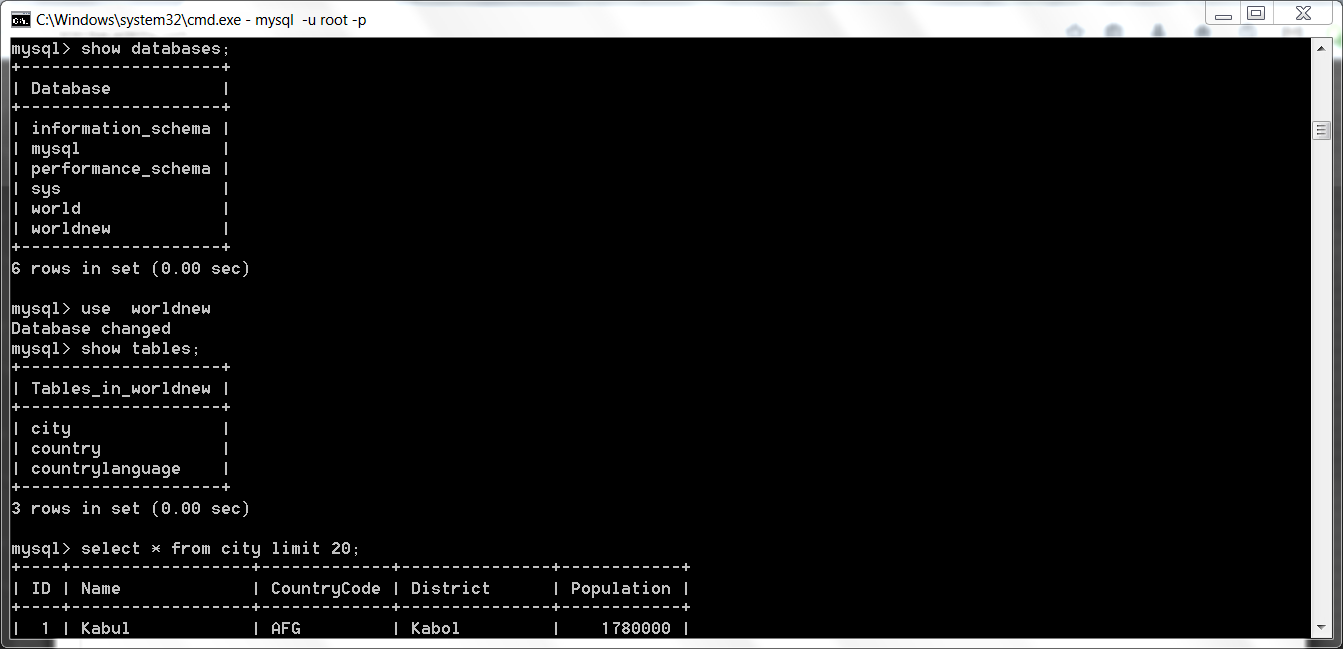 C:\Windows\system32\cmd.exe - mysql  -u root -p
mysql> show databases;
+--------------------+
| Database           |
+--------------------+
| information_schema |
| mysql              |
| performance_schema |
| sys                |
| world              |
| worldnew           |
+--------------------+
6 rows in set (0.00 sec)

mysql> use  worldnew
Database changed
mysql> show tables;
+--------------------+
| Tables_in_worldnew |
+--------------------+
| city               |
| country            |
| countrylanguage    |
+--------------------+
3 rows in set (0.00 sec)

mysql> select * from city limit 20;
+----+------------------+-------------+---------------+------------+
| ID | Name             | CountryCode | District      | Population |
+----+------------------+-------------+---------------+------------+
|  1 | Kabul            | AFG         | Kabol         |    1780000 |